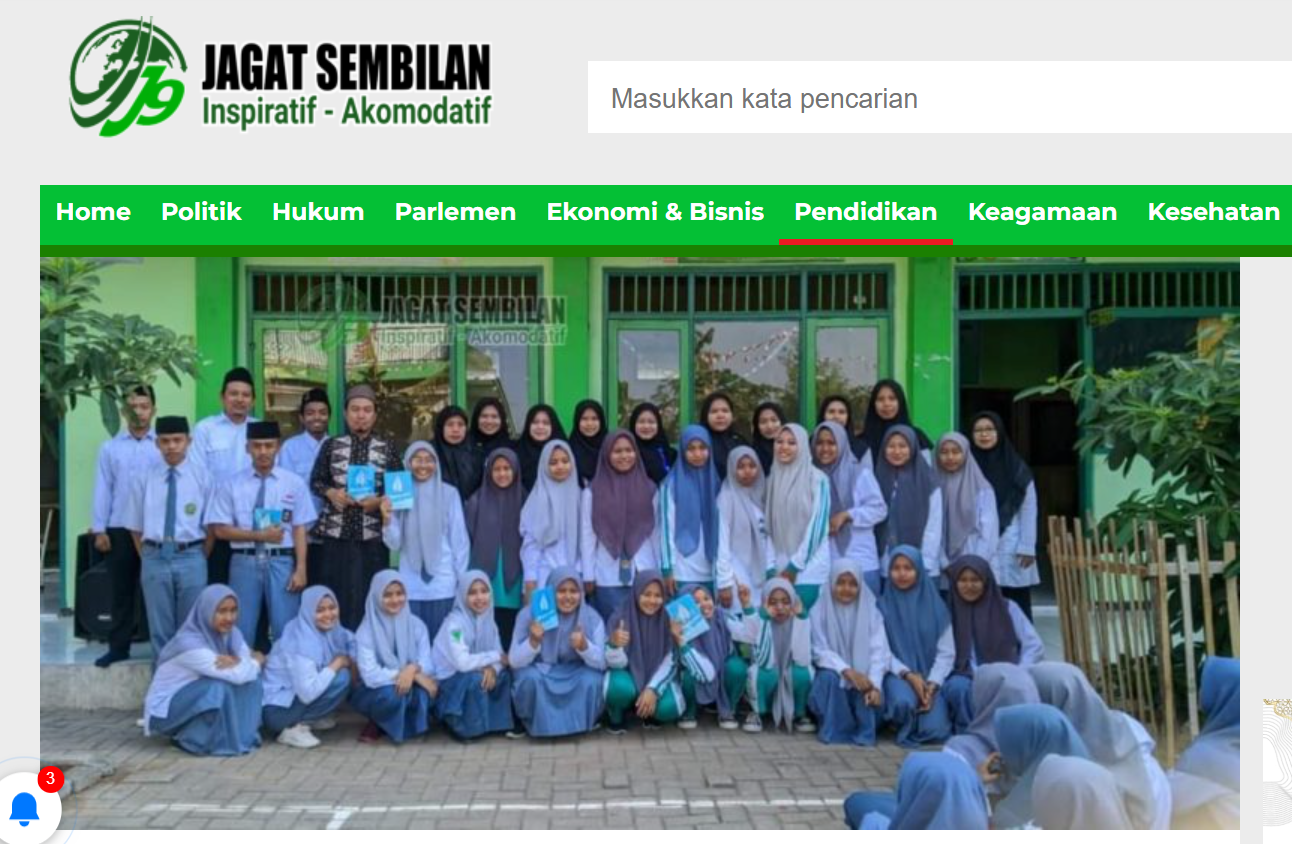 JAGAT SEMBILAN
Inspiratif - Akomodatif
Masukkan kata pencarian
Home Politik Hukum Parlemen Ekonomi & Bisnis Pendidikan Keagamaan Kesehatan
JAGAT SEMBILAN
Inspiratif - Akomodatif
3